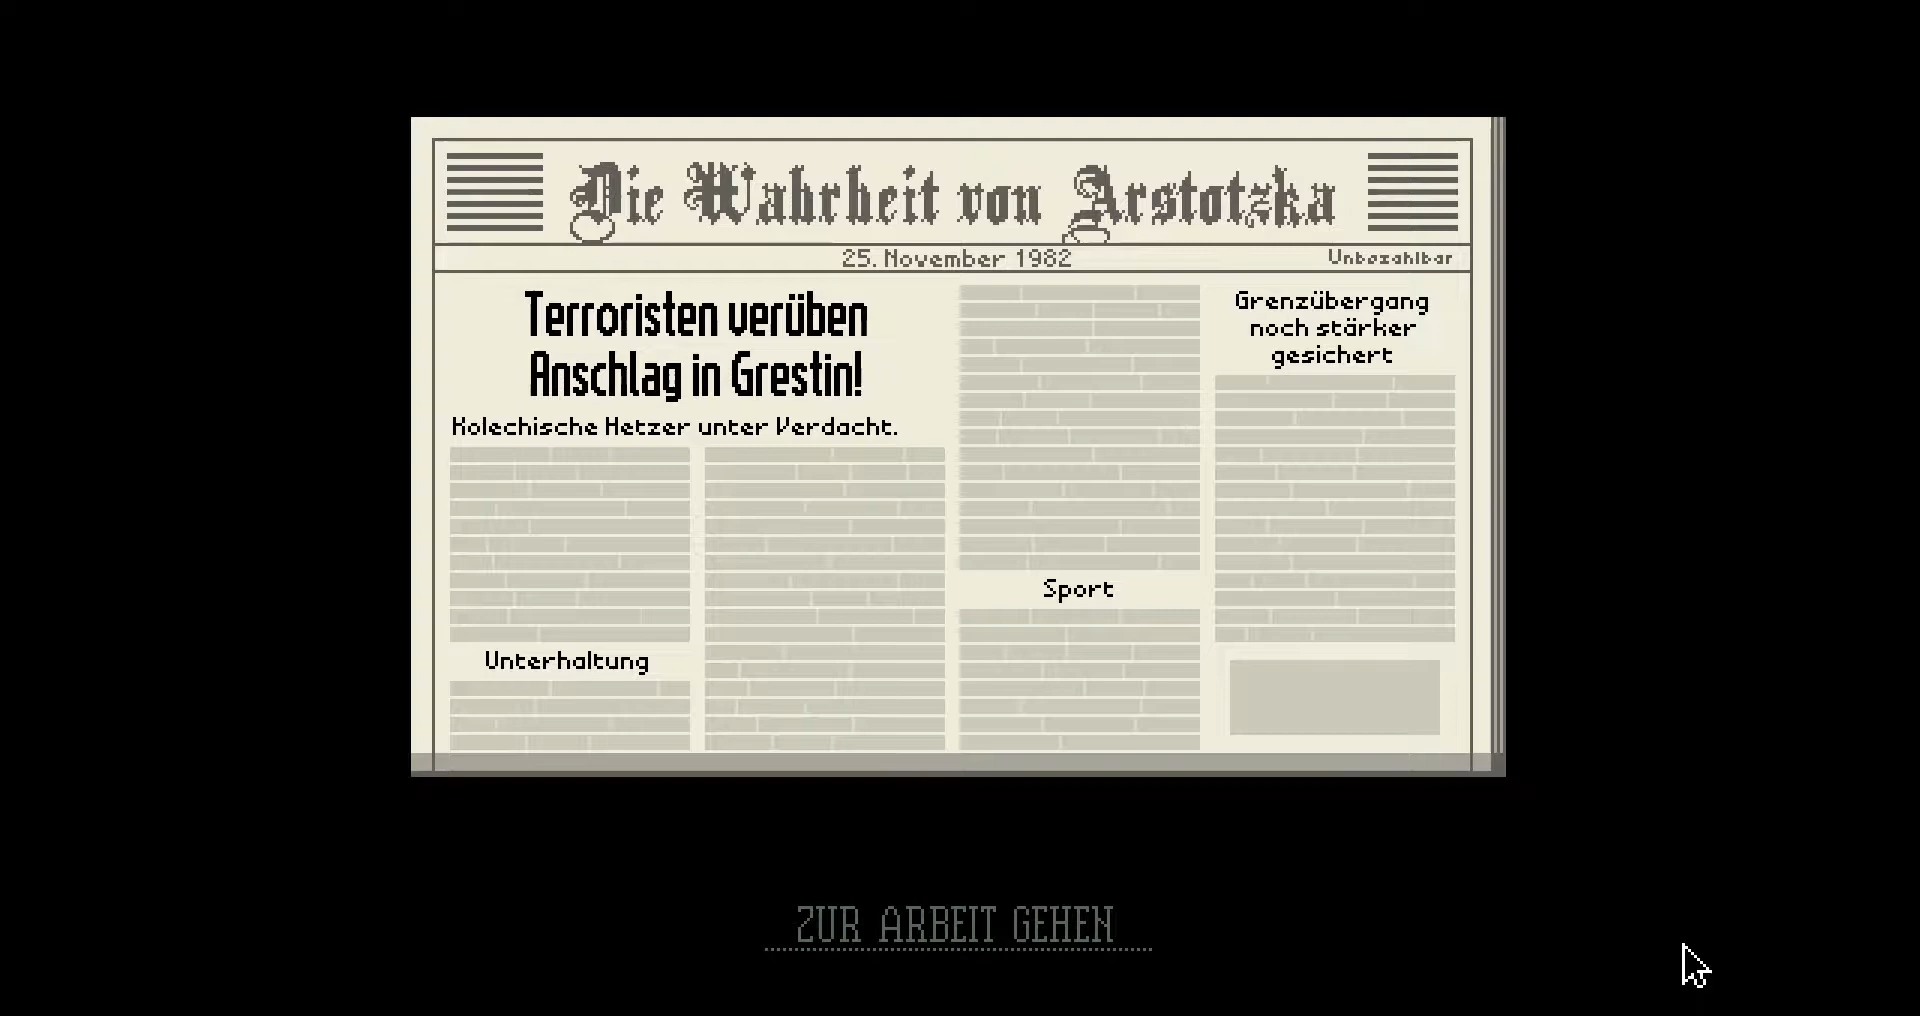 Die Wahrheit von Arstotzka
25. November 1982
Unbezahlbar
Terroristen verüben
Anschlag in Grestin!
Kolechische Hetzer unter Verdacht.
Unterhaltung
Sport
Grenzübergang
noch stärker
gesichert
ZUR ARBEIT GEHEN